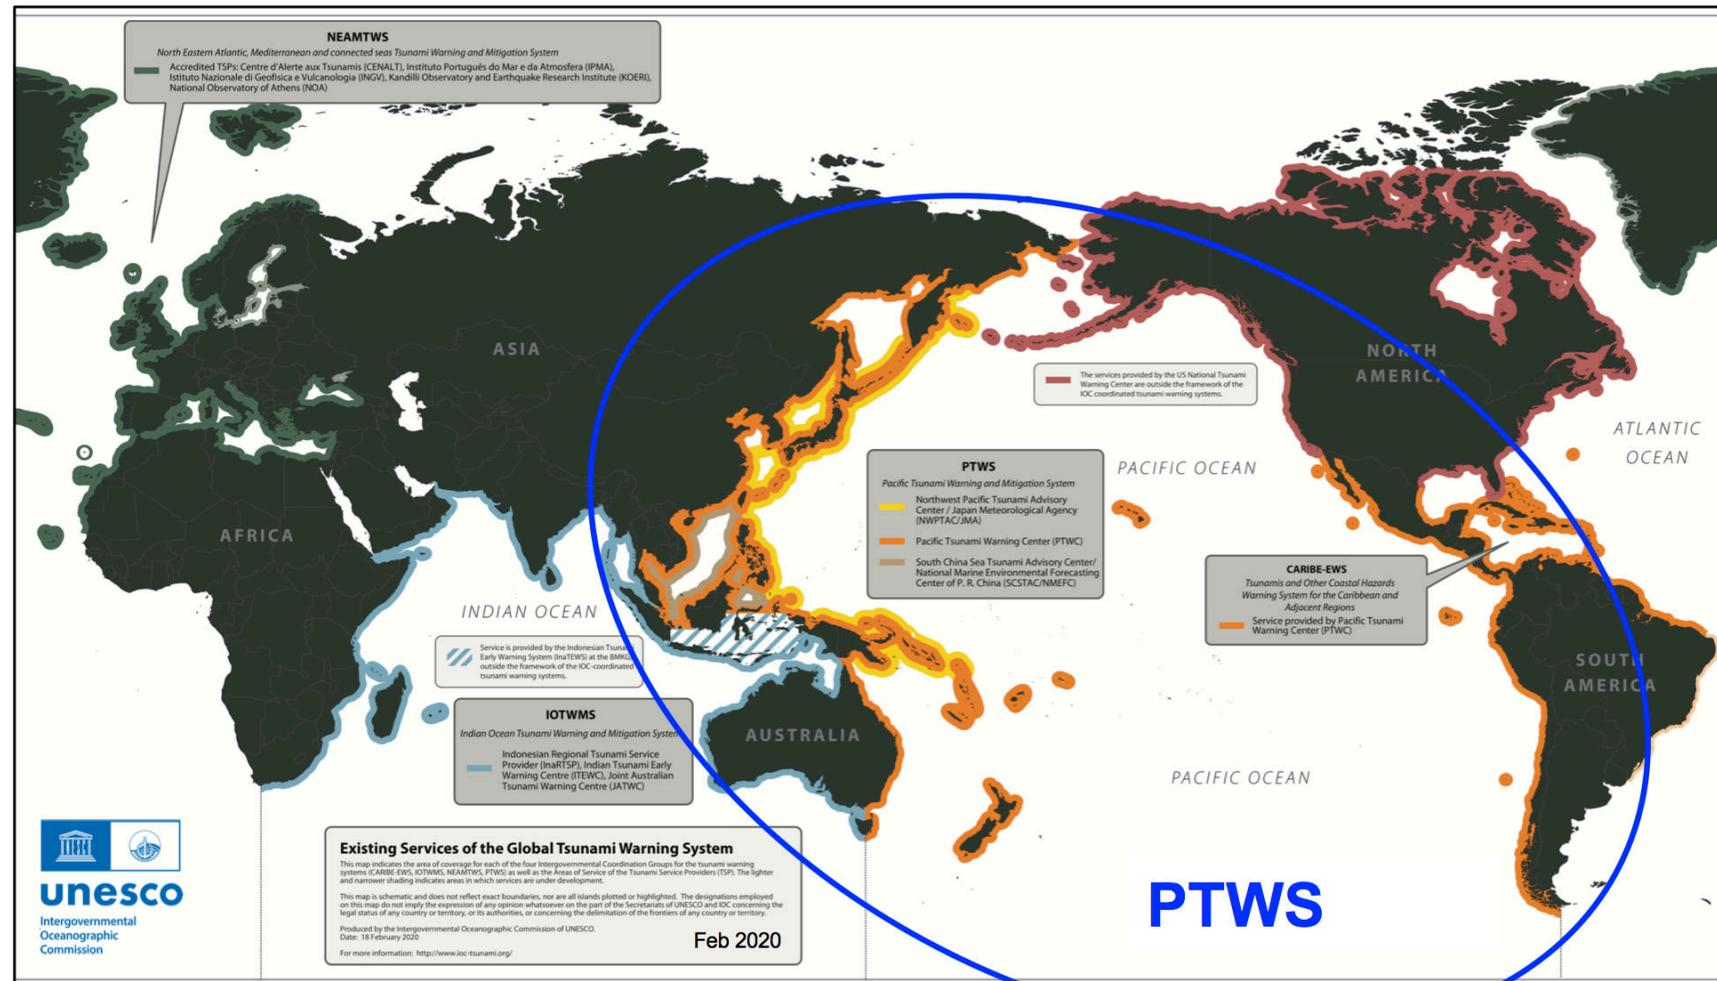 NEAMTWS
North Eastern Atlantic, Mediterranean and connected seas Tsunami Warning and Mitigation System
Accredited TSPs: Centre d'Alerte aux Tsunamis (CENALT), Instituto Português do Mar e da Atmosfera (IPMA),
Istituto Nazionale di Geofisica e Vulcanologia (INGV), Kandilli Observatory and Earthquake Research Institute (KOERI),
National Observatory of Athens (NOA)
ASIA
NORTH
AMERICA
The services provided by the US National Tsunami
Warning Center are outside the framework of the
IOC coordinated tsunami warning systems.
ATLANTIC
OCEAN
PACIFIC OCEAN
PTWS
Pacific Tsunami Warning and Mitigation System
Northwest Pacific Tsunami Advisory
Center / Japan Meteorological Agency
(NWPTAC/JMA)
Pacific Tsunami Warning Center (PTWC)
South China Sea Tsunami Advisory Center/
National Marine Environmental Forecasting
Center of P. R. China (SCSTAC/NMEFC)
AFRICA
CARIBE-EWS
Tsunamis and Other Coastal Hazards
Warning System for the Caribbean and
Adjacent Regions
Service provided by Pacific Tsunami
Warning Center (PTWC)
INDIAN OCEAN
Service is provided by the Indonesian Tsunami
Early Warning System (InaTEWS) at the BMKG,
outside the framework of the IOC-coordinated
tsunami warning systems.
SOUTH
AMERICA
IOTWMS
Indian Ocean Tsunami Warning and Mitigation System
Indonesian Regional Tsunami Service
Provider (InaRTSP), Indian Tsunami Early
Warning Centre (ITEWC), Joint Australian
Tsunami Warning Centre (JATWC)
AUSTRALIA
PACIFIC OCEAN
unesco
Intergovernmental
Oceanographic
Commission
Existing Services of the Global Tsunami Warning System
This map indicates the area of coverage for each of the four Intergovernmental Coordination Groups for the tsunami warning
systems (CARIBE-EWS, IOTWMS, NEAMTWS, PTWS) as well as the Areas of Service of the Tsunami Service Providers (TSP). The lighter
and narrower shading indicates areas in which services are under development.
This map is schematic and does not reflect exact boundaries, nor are all islands plotted or highlighted. The designations employed
on this map do not imply the expression of any opinion whatsoever on the part of the Secretariats of UNESCO and IOC concerning the
legal status of any country or territory, or its authorities, or concerning the delimitation of the frontiers of any country or territory.
Produced by the Intergovernmental Oceanographic Commission of UNESCO.
Date: 18 February 2020
Feb 2020
For more information: http://www.ioc-tsunami.org/
PTWS